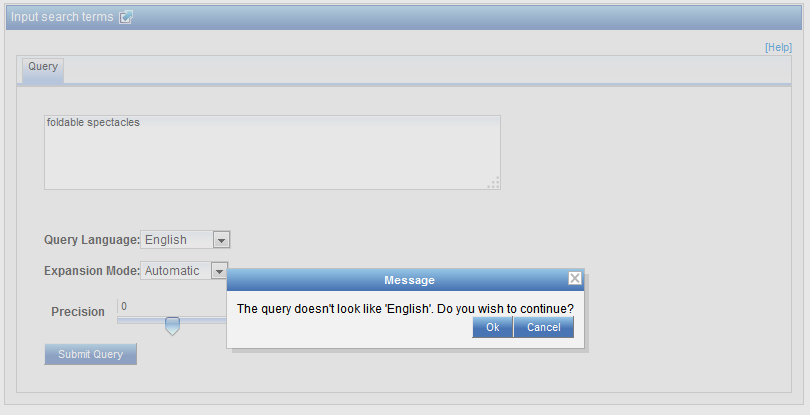 Input search terms
[Help]
Query
foldable spectacles
Query Language: English
Expansion Mode: Automatic
Message
The query doesn't look like 'English'. Do you wish to continue?
Precision 0
Ok Cancel
Submit Query